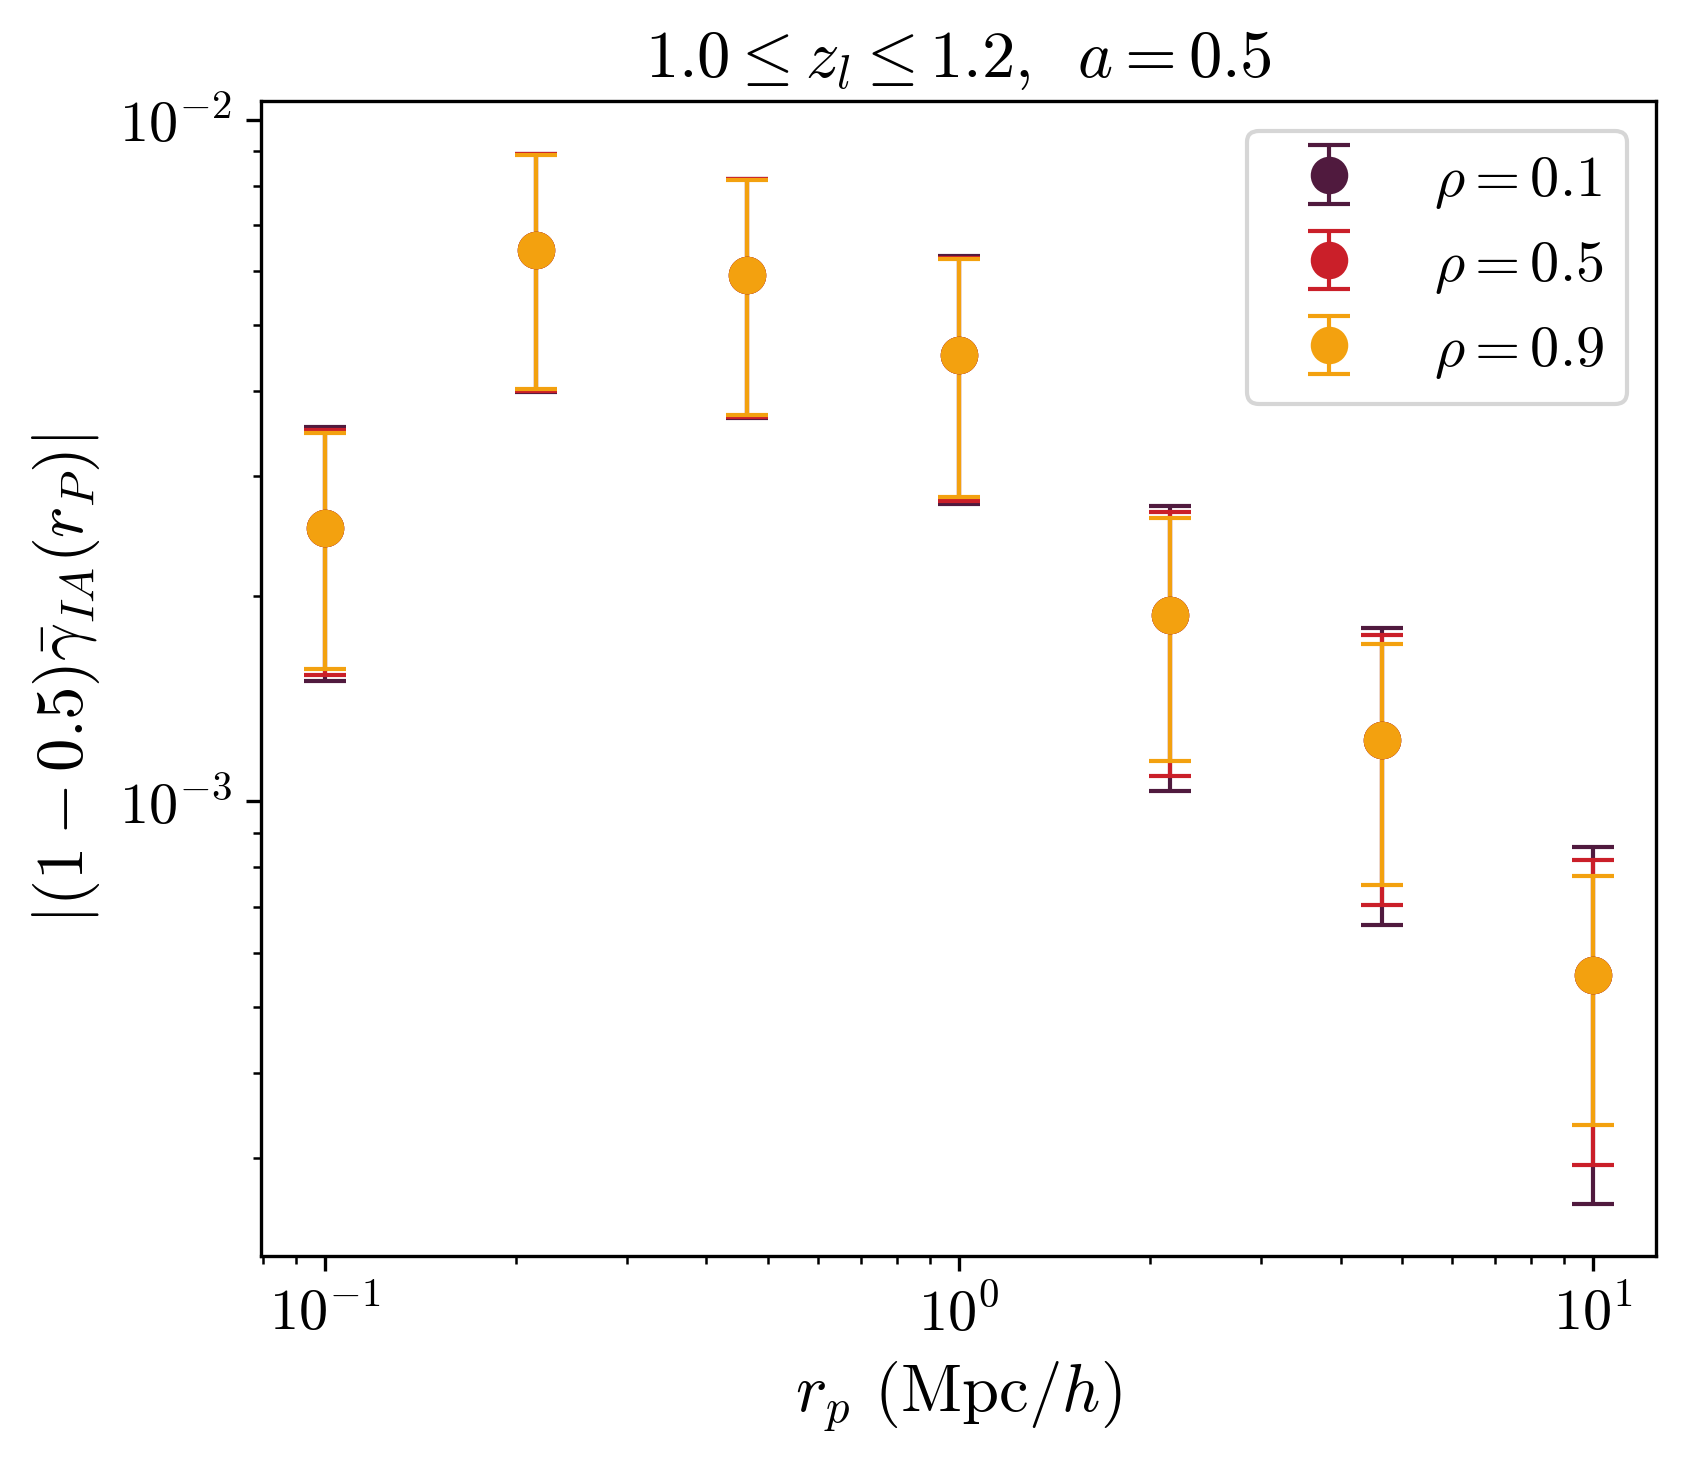 1.0 ≤ z_l ≤ 1.2, a = 0.5
10^{-2}
10^{-3}
|(1 − 0.5)γ̄_{IA}(r_P)|
ρ = 0.1
ρ = 0.5
ρ = 0.9
10^{-1} 10^0 10^1
r_p (Mpc/h)